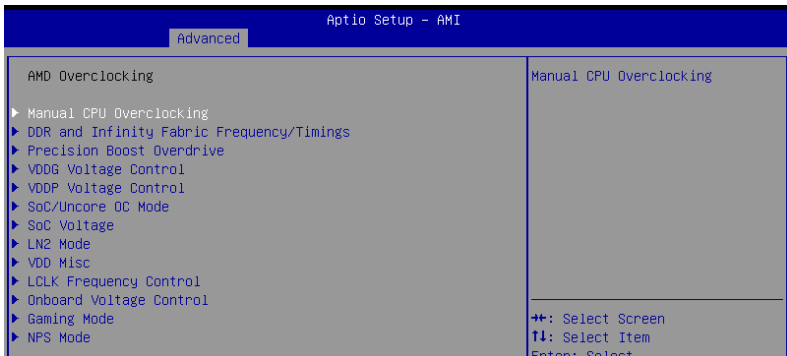 Aptio Setup – AMI
Advanced
AMD Overclocking
Manual CPU Overclocking
DDR and Infinity Fabric Frequency/Timings
Precision Boost Overdrive
VDDG Voltage Control
VDDP Voltage Control
SoC/Uncore OC Mode
SoC Voltage
LN2 Mode
VDD Misc
LCLK Frequency Control
Onboard Voltage Control
Gaming Mode
NPS Mode
Manual CPU Overclocking
→←: Select Screen
↑↓: Select Item
Enter: Select